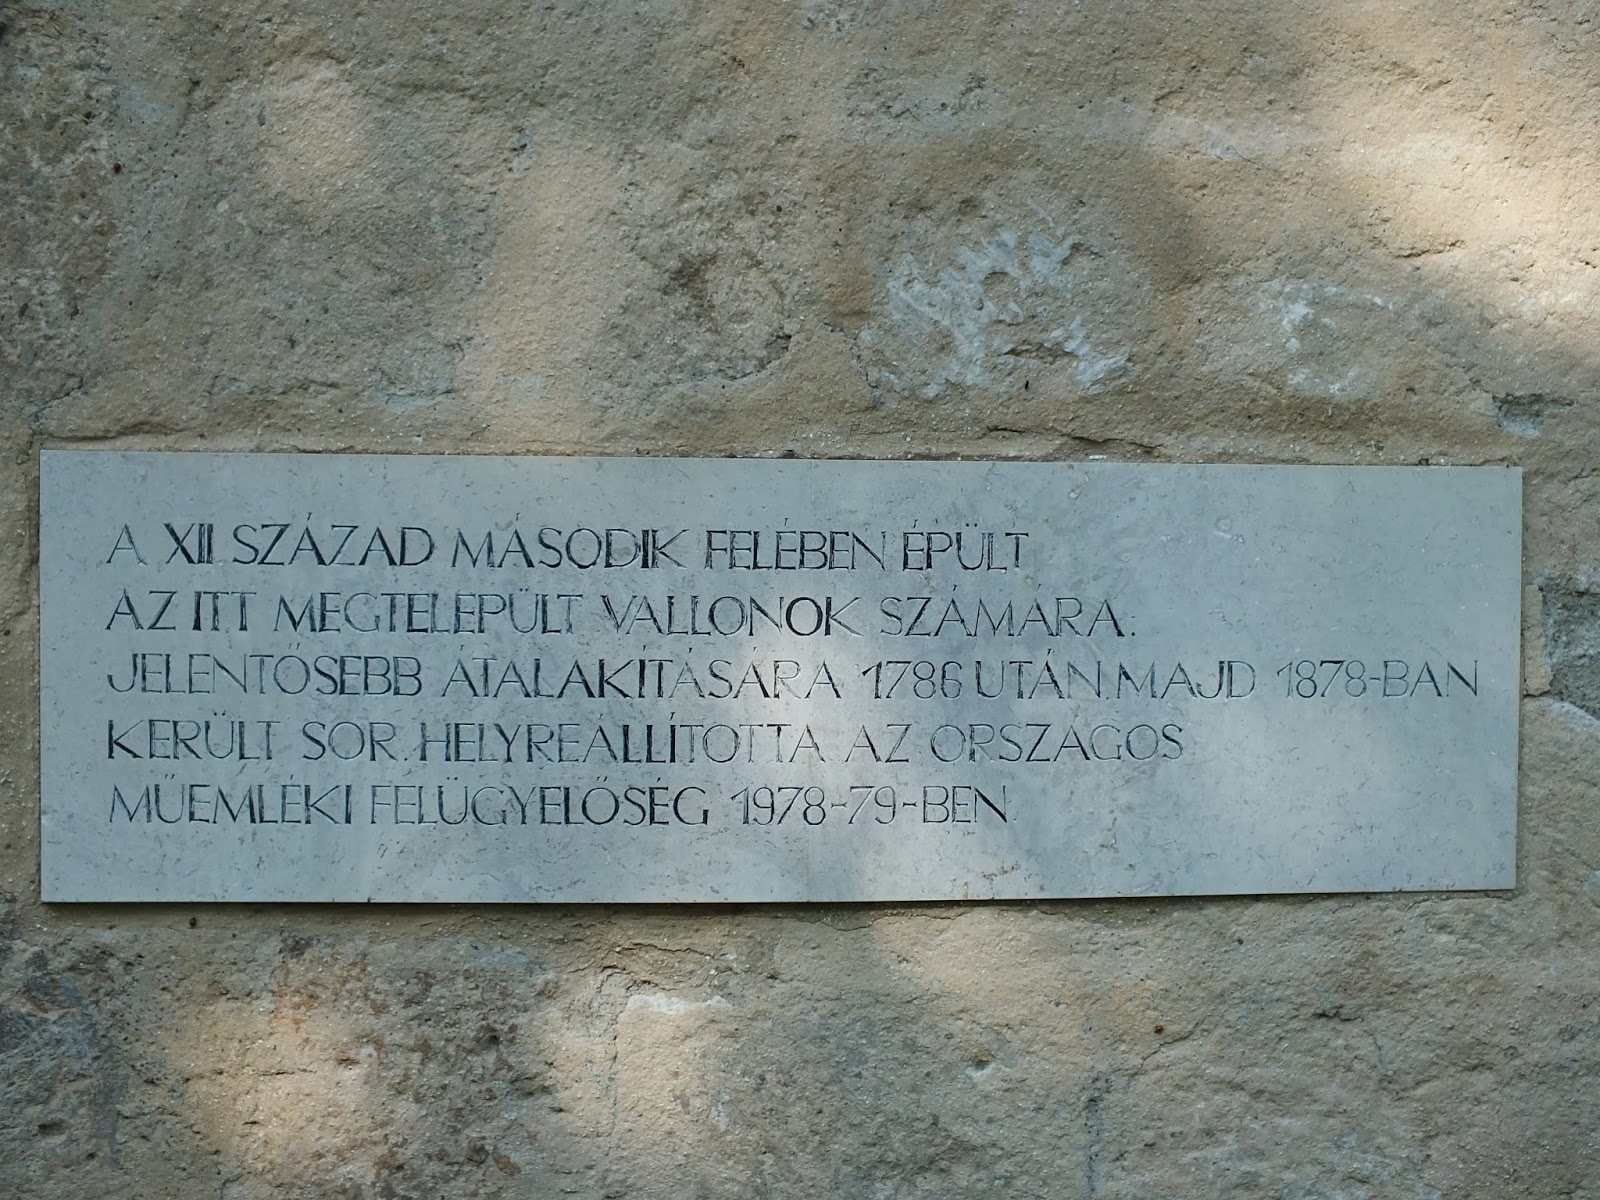 A XII. SZÁZAD MÁSODIK FELÉBEN ÉPÜLT
AZ ITT MEGTELEPÜLT VALLONOK SZÁMÁRA.
JELENTŐSEBB ÁTALAKÍTÁSÁRA 1786 UTÁN, MAJD 1878-BAN
KERÜLT SOR. HELYREÁLLÍTOTTA AZ ORSZÁGOS
MŰEMLÉKI FELÜGYELŐSÉG 1978-79-BEN.